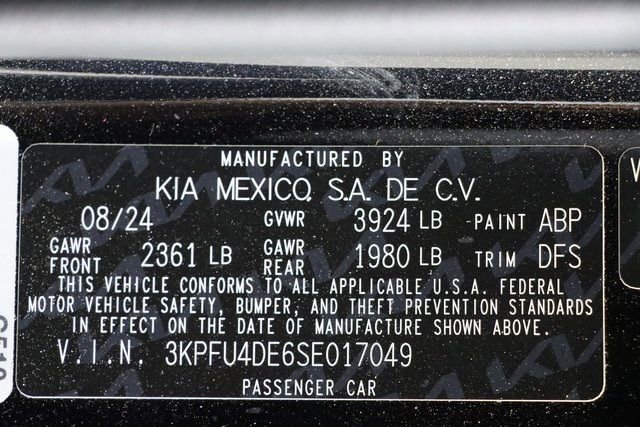 MANUFACTURED BY
KIA MEXICO, S.A. DE C.V.
08/24 GVWR 3924 LB PAINT ABP
GAWR FRONT 2361 LB GAWR REAR 1980 LB TRIM DFS
THIS VEHICLE CONFORMS TO ALL APPLICABLE U.S.A. FEDERAL
MOTOR VEHICLE SAFETY, BUMPER, AND THEFT PREVENTION STANDARDS
IN EFFECT ON THE DATE OF MANUFACTURE SHOWN ABOVE.
V.I.N. 3KPFU4DE6SE017049
PASSENGER CAR